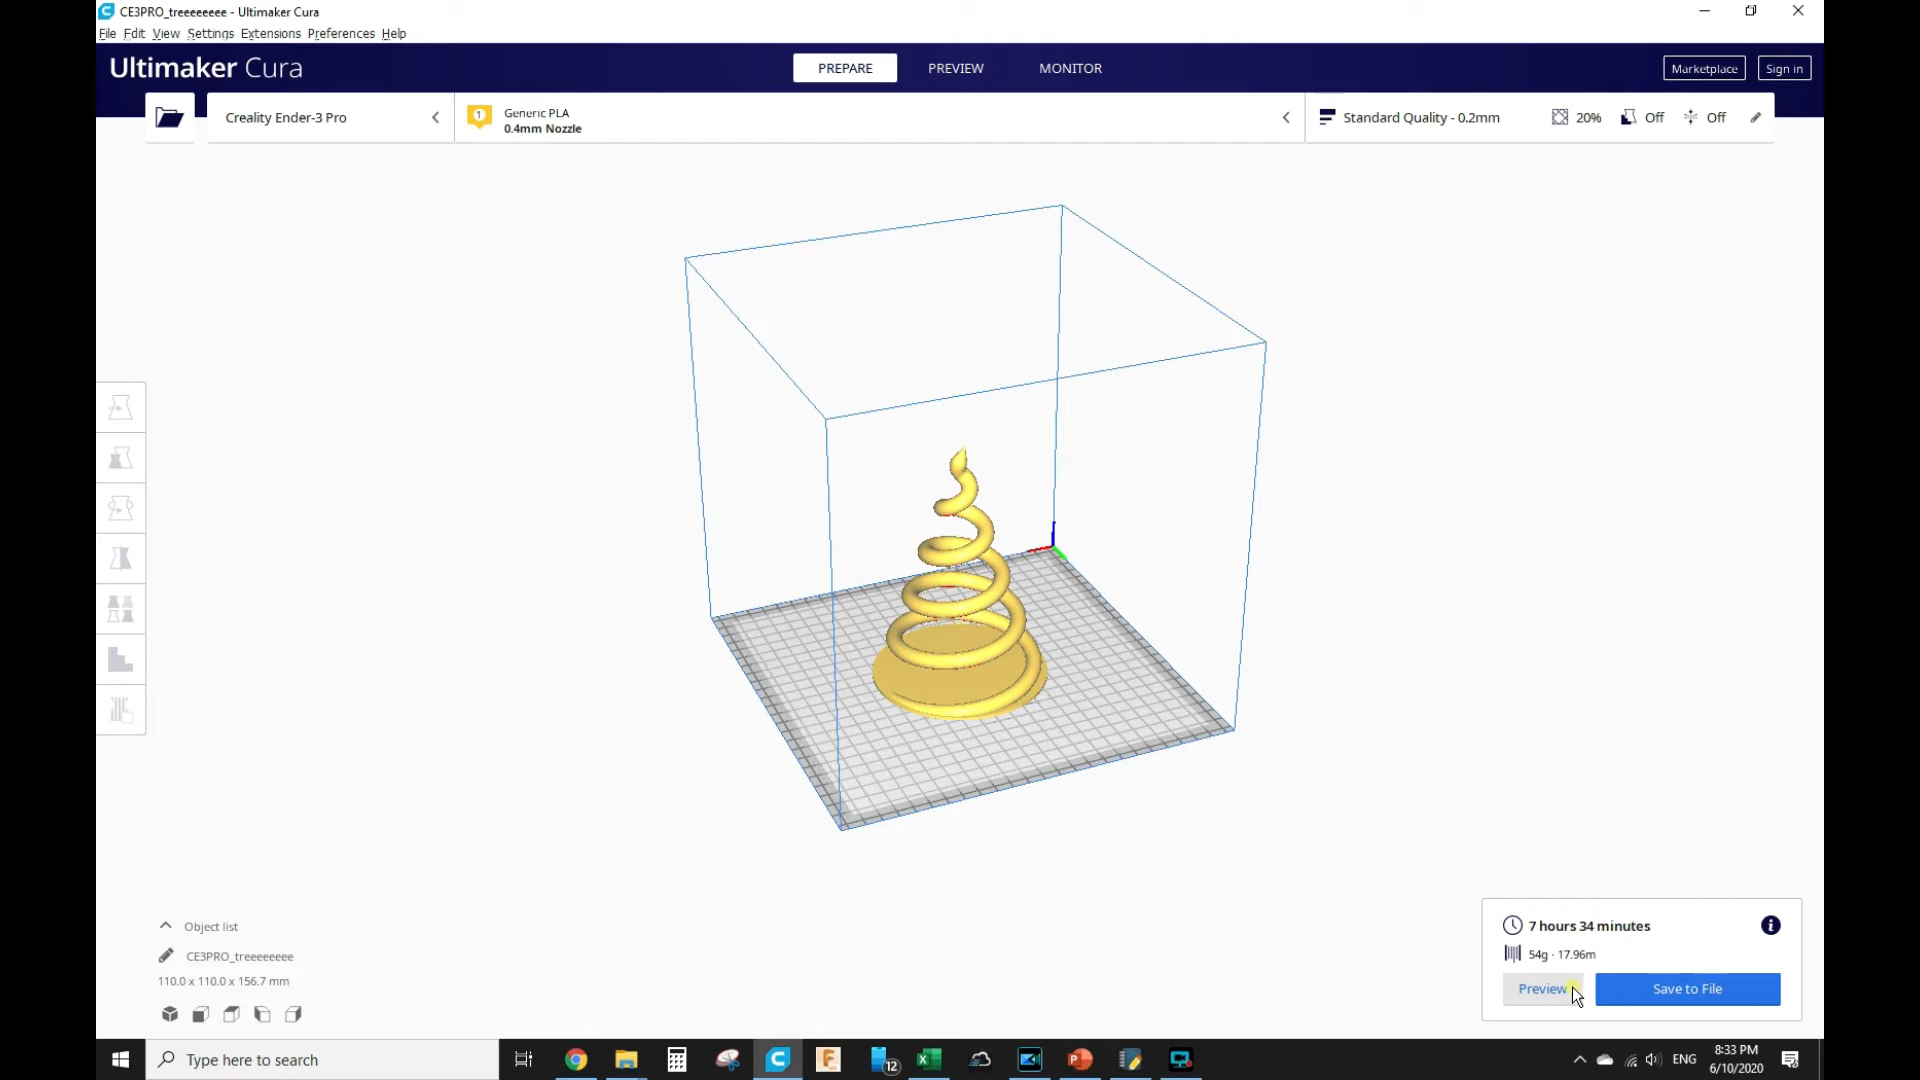 CE3PRO_treeeeeeee - Ultimaker Cura
File Edit View Settings Extensions Preferences Help
Ultimaker Cura
PREPARE PREVIEW MONITOR
Marketplace Sign in
Creality Ender-3 Pro
1
Generic PLA
0.4mm Nozzle
Standard Quality - 0.2mm 20% Off Off
Object list
CE3PRO_treeeeeeee
110.0 x 110.0 x 156.7 mm
7 hours 34 minutes
54g · 17.96m
Preview Save to File
Type here to search
12
ENG
8:33 PM
6/10/2020